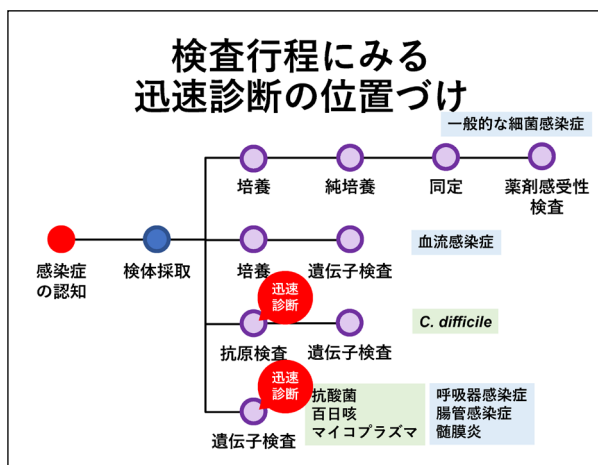 検査行程にみる
迅速診断の位置づけ
一般的な細菌感染症
培養
純培養
同定
薬剤感受性
検査
感染症
の認知
検体採取
培養
遺伝子検査
血流感染症
迅速
診断
抗原検査
遺伝子検査
C. difficile
迅速
診断
遺伝子検査
抗酸菌
百日咳
マイコプラズマ
呼吸器感染症
腸管感染症
髄膜炎